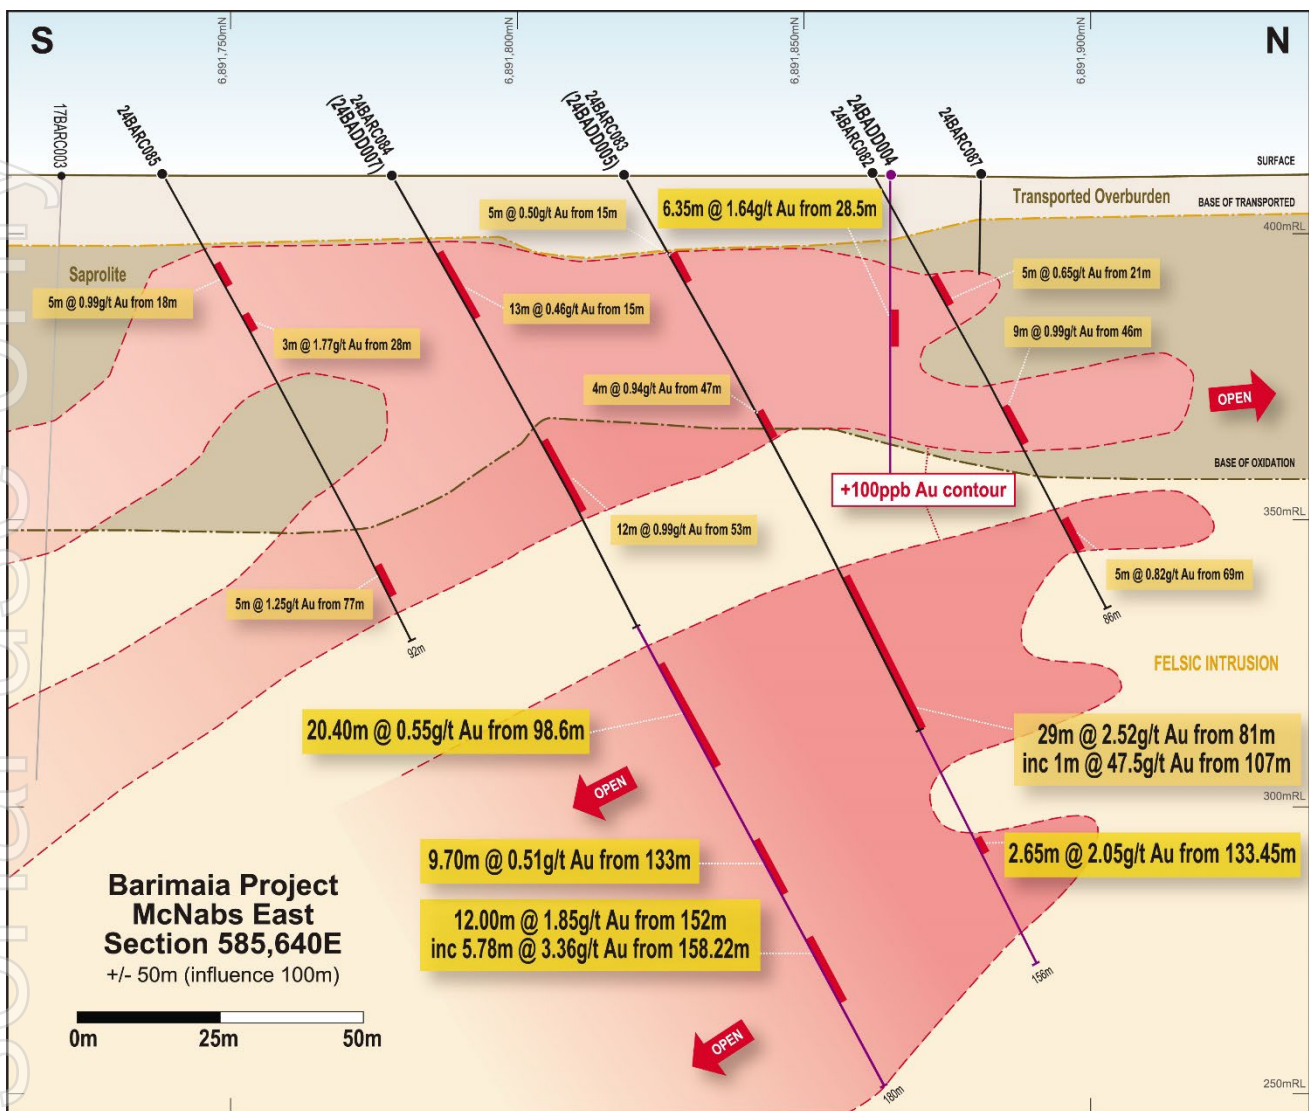 S
N
6,891,750mN
6,891,800mN
6,891,850mN
6,891,900mN
17BARC003
24BARC085
24BARC084
(24BADD007)
24BARC083
(24BADD005)
24BADD004
24BARC082
24BARC087
SURFACE
Transported Overburden
BASE OF TRANSPORTED
400mRL
5m @ 0.50g/t Au from 15m
6.35m @ 1.64g/t Au from 28.5m
Saprolite
5m @ 0.99g/t Au from 18m
13m @ 0.46g/t Au from 15m
5m @ 0.65g/t Au from 21m
3m @ 1.77g/t Au from 28m
9m @ 0.99g/t Au from 46m
4m @ 0.94g/t Au from 47m
OPEN
BASE OF OXIDATION
+100ppb Au contour
350mRL
12m @ 0.99g/t Au from 53m
5m @ 0.82g/t Au from 69m
5m @ 1.25g/t Au from 77m
86m
92m
FELSIC INTRUSION
20.40m @ 0.55g/t Au from 98.6m
29m @ 2.52g/t Au from 81m
inc 1m @ 47.5g/t Au from 107m
OPEN
300mRL
9.70m @ 0.51g/t Au from 133m
2.65m @ 2.05g/t Au from 133.45m
12.00m @ 1.85g/t Au from 152m
inc 5.78m @ 3.36g/t Au from 158.22m
Barimaia Project
McNabs East
Section 585,640E
+/- 50m (influence 100m)
156m
0m
25m
50m
OPEN
180m
250mRL